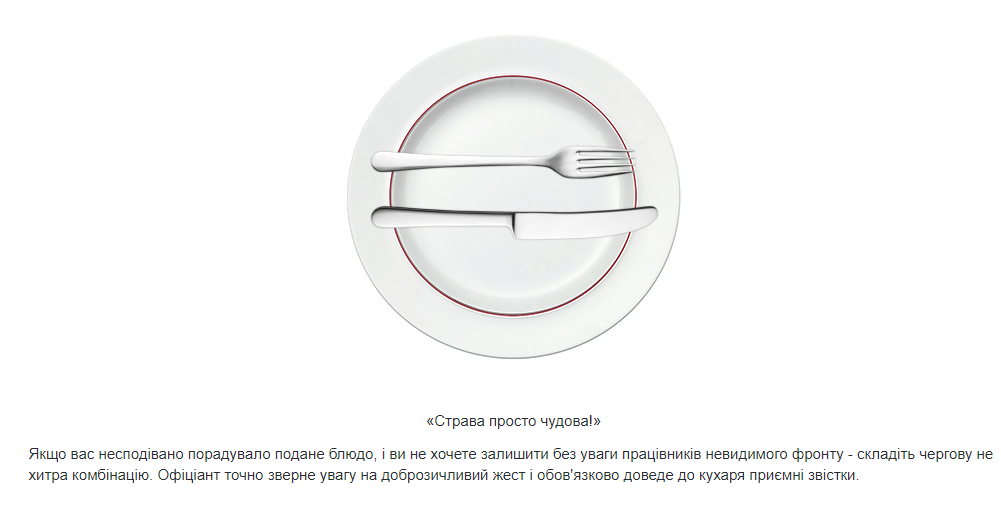 «Страва просто чудова!»
Якщо вас несподівано порадувало подане блюдо, і ви не хочете залишити без уваги працівників невидимого фронту - складіть чергову не
хитра комбінацію. Офіціант точно зверне увагу на доброзичливий жест і обов'язково доведе до кухаря приємні звістки.